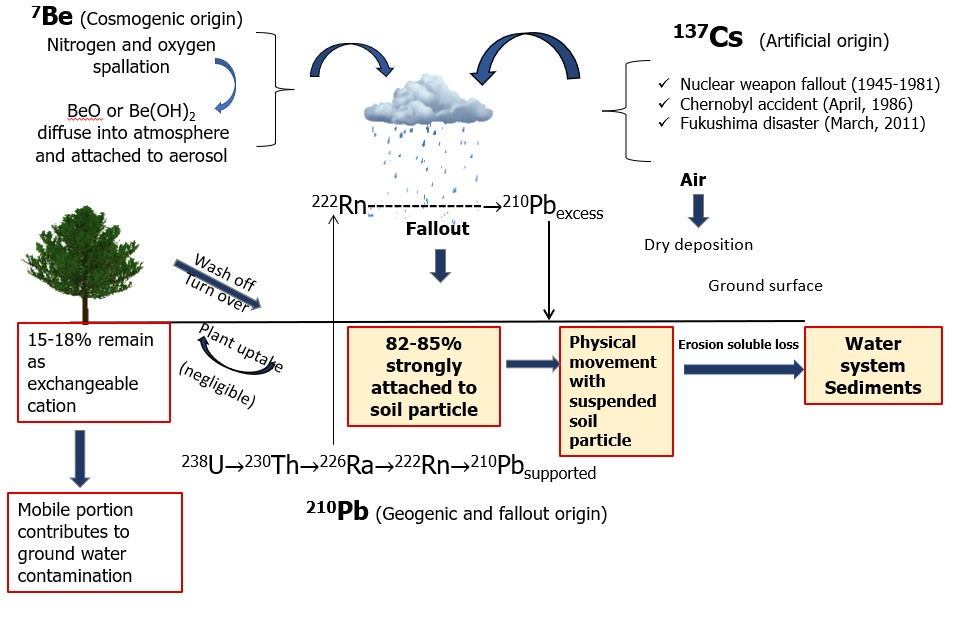 ⁷Be (Cosmogenic origin)
Nitrogen and oxygen
spallation
BeO or Be(OH)₂
diffuse into atmosphere
and attached to aerosol
¹³⁷Cs (Artificial origin)
✓ Nuclear weapon fallout (1945-1981)
✓ Chernobyl accident (April, 1986)
✓ Fukushima disaster (March, 2011)
Air
Dry deposition
Ground surface
²²²Rn---------------→²¹⁰Pbexcess
Fallout
Wash off
Turn over
Plant uptake
(negligible)
15-18% remain
as
exchangeable
cation
82-85%
strongly
attached to
soil particle
Physical
movement
with
suspended
soil
particle
Erosion soluble loss
Water
system
Sediments
²³⁸U→²³⁰Th→²²⁶Ra→²²²Rn→²¹⁰Pbsupported
²¹⁰Pb (Geogenic and fallout origin)
Mobile portion
contributes to
ground water
contamination